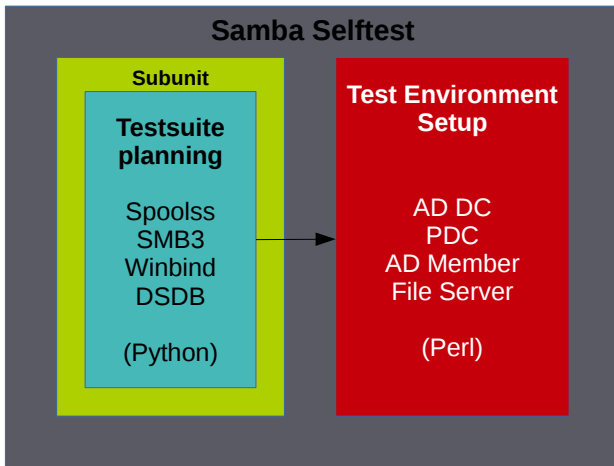 Samba Selftest
Subunit
Testsuite
planning
Spoolss
SMB3
Winbind
DSDB
(Python)
Test Environment
Setup
AD DC
PDC
AD Member
File Server
(Perl)